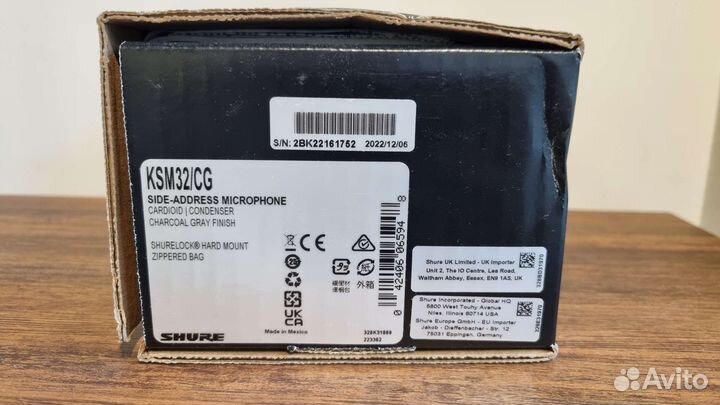 S/N: 2BK22161752 2022/12/06
KSM32/CG
SIDE-ADDRESS MICROPHONE
CARDIOID | CONDENSER
CHARCOAL GRAY FINISH
SHURELOCK® HARD MOUNT
ZIPPERED BAG
UK
CA
外箱
Made in Mexico
SHURE
328K31889
223362
0 42406 06594 8
Shure UK Limited - UK Importer
Unit 2, The IO Centre, Lea Road,
Waltham Abbey, Essex, EN9 1AS, UK
32BBD31970
Shure Incorporated - Global HQ
5800 West Touhy Avenue
Niles, Illinois 60714 USA
Shure Europe GmbH - EU Importer
Jakob - Dieffenbacher - Str. 12
75031 Eppingen, Germany
Avito